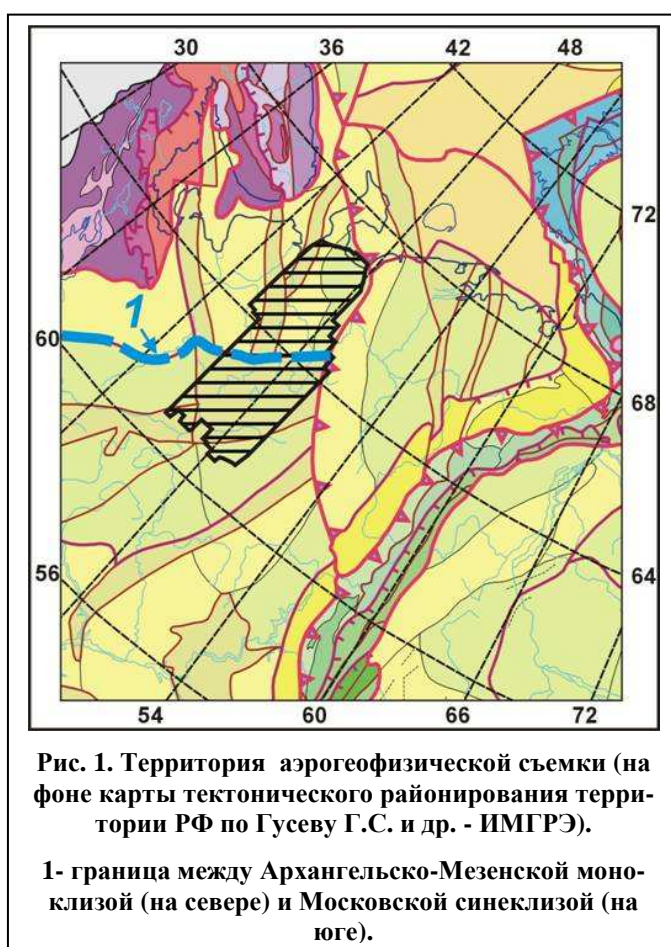 30 36 42 48
72
1
60
68
56
64
54 60 66 72
Рис. 1. Территория аэрогеофизической съемки (на
фоне карты тектонического районирования терри-
тории РФ по Гусеву Г.С. и др. - ИМГРЭ).
1- граница между Архангельско-Мезенской моно-
клизой (на севере) и Московской синеклизой (на
юге).